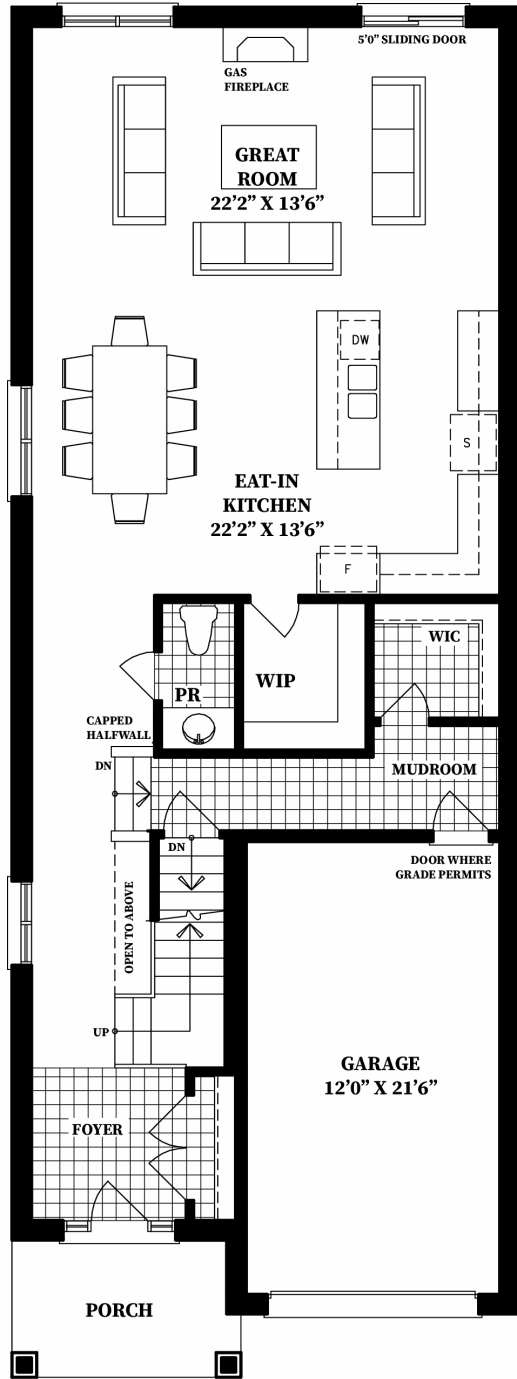 5’0” SLIDING DOOR
GAS
FIREPLACE
GREAT
ROOM
22’2” X 13’6”
DW
S
EAT-IN
KITCHEN
22’2” X 13’6”
F
WIC
PR
WIP
CAPPED
HALFWALL
DN
MUDROOM
DN
DOOR WHERE
GRADE PERMITS
OPEN TO ABOVE
UP
GARAGE
12’0” X 21’6”
FOYER
PORCH